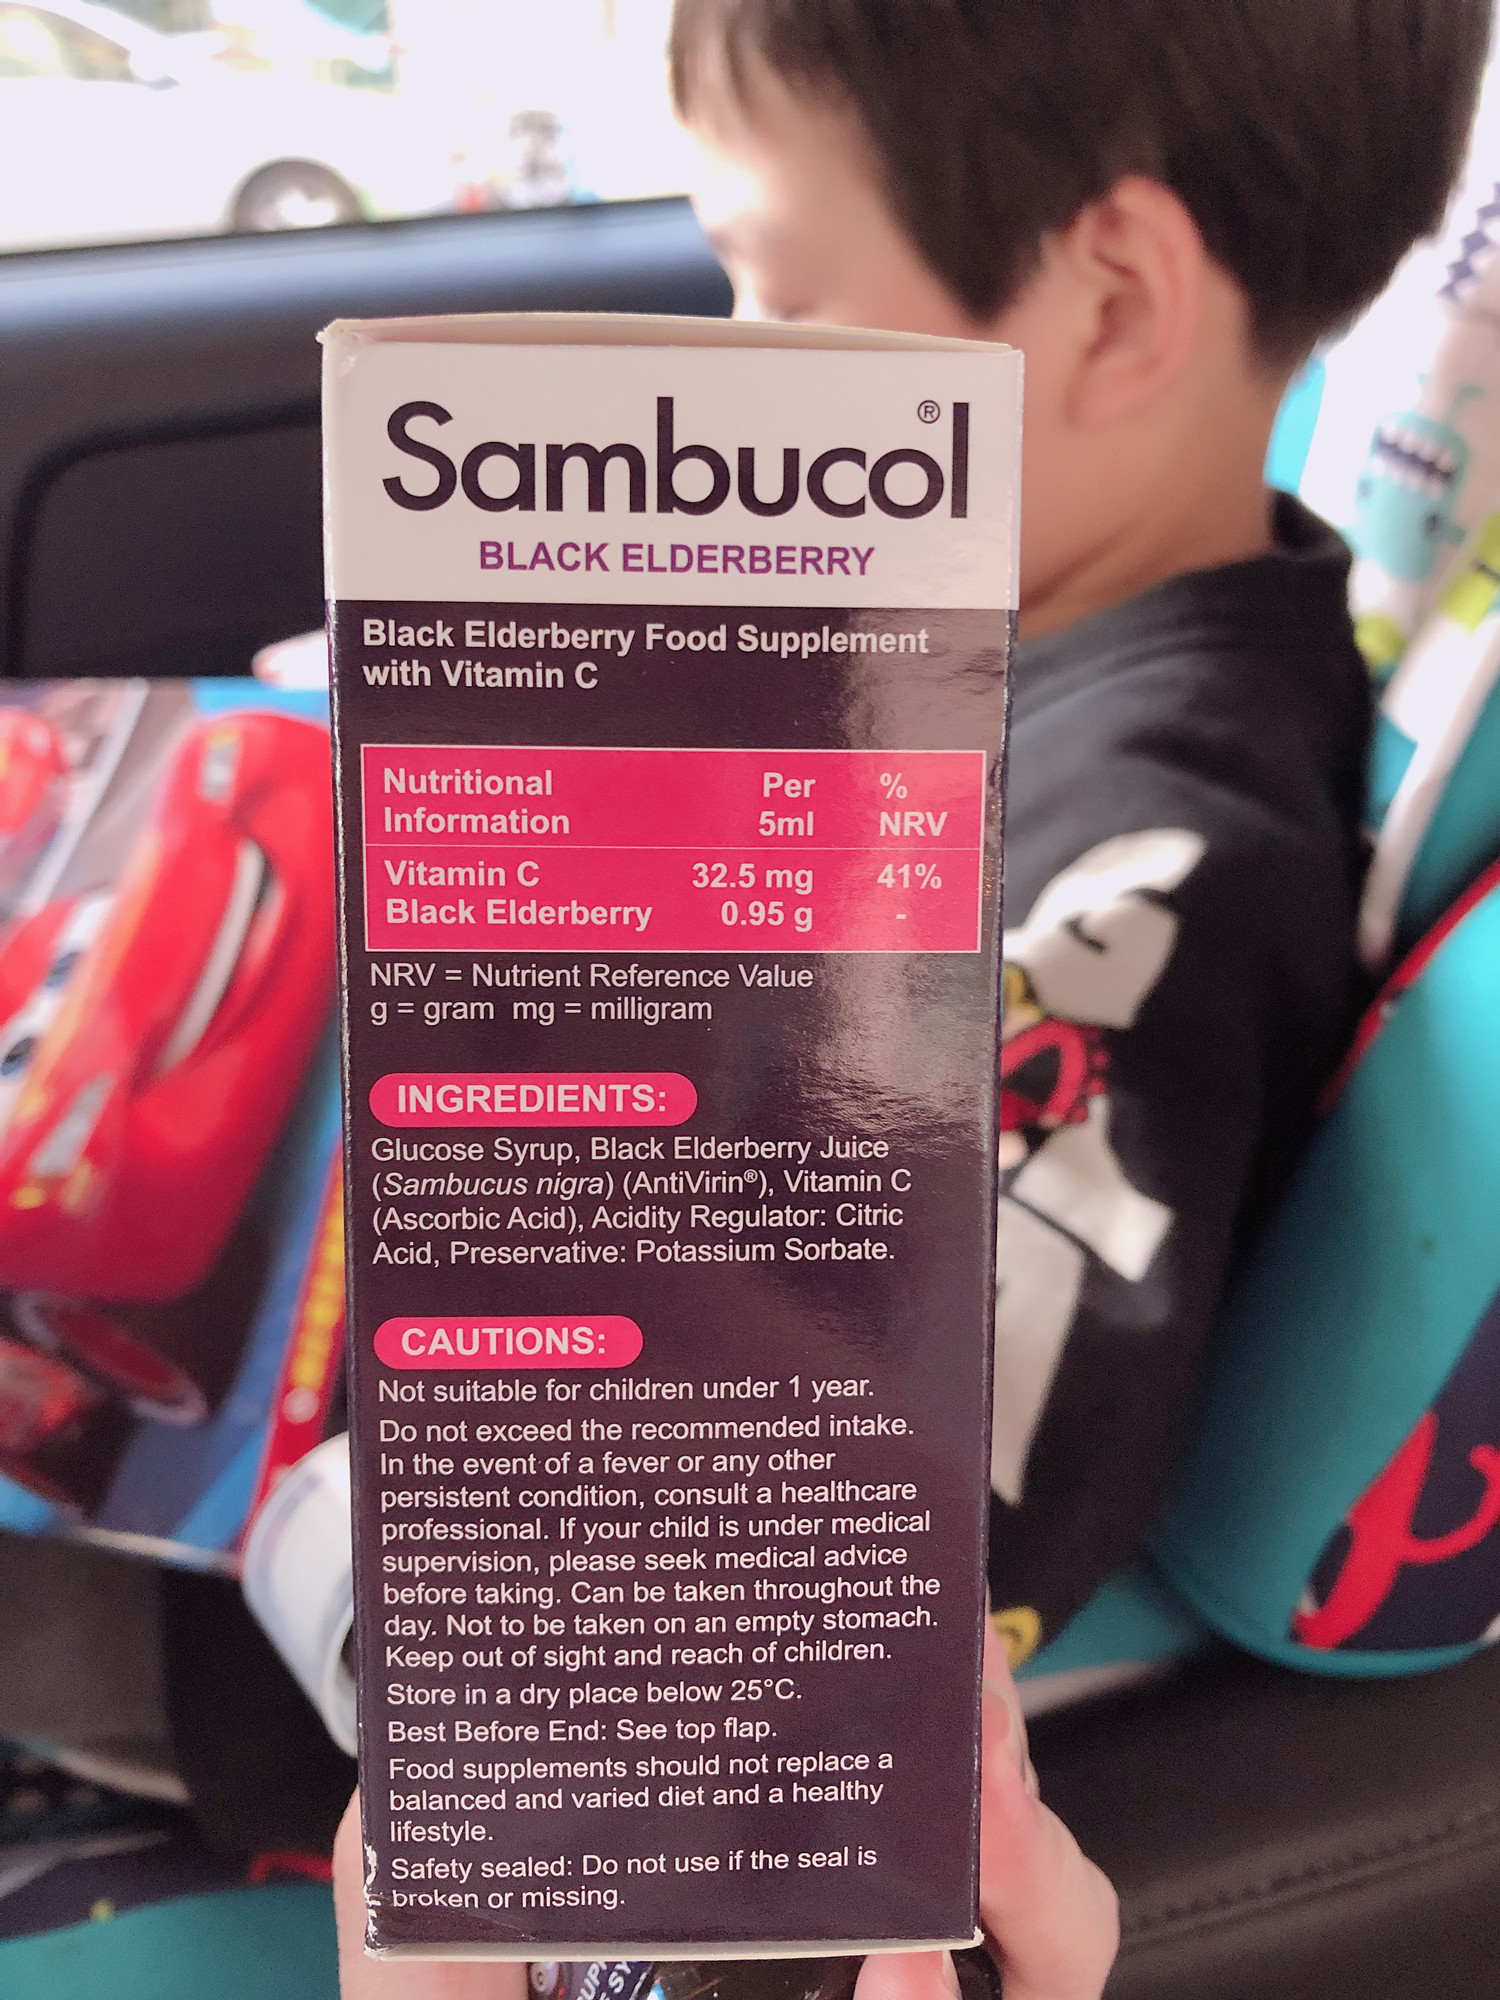 Sambucol®
BLACK ELDERBERRY
Black Elderberry Food Supplement
with Vitamin C
Nutritional Per %
Information 5ml NRV
Vitamin C 32.5 mg 41%
Black Elderberry 0.95 g -
NRV = Nutrient Reference Value
g = gram mg = milligram
INGREDIENTS:
Glucose Syrup, Black Elderberry Juice
(Sambucus nigra) (AntiVirin®), Vitamin C
(Ascorbic Acid), Acidity Regulator: Citric
Acid, Preservative: Potassium Sorbate.
CAUTIONS:
Not suitable for children under 1 year.
Do not exceed the recommended intake.
In the event of a fever or any other
persistent condition, consult a healthcare
professional. If your child is under medical
supervision, please seek medical advice
before taking. Can be taken throughout the
day. Not to be taken on an empty stomach.
Keep out of sight and reach of children.
Store in a dry place below 25°C.
Best Before End: See top flap.
Food supplements should not replace a
balanced and varied diet and a healthy
lifestyle.
Safety sealed: Do not use if the seal is
broken or missing.